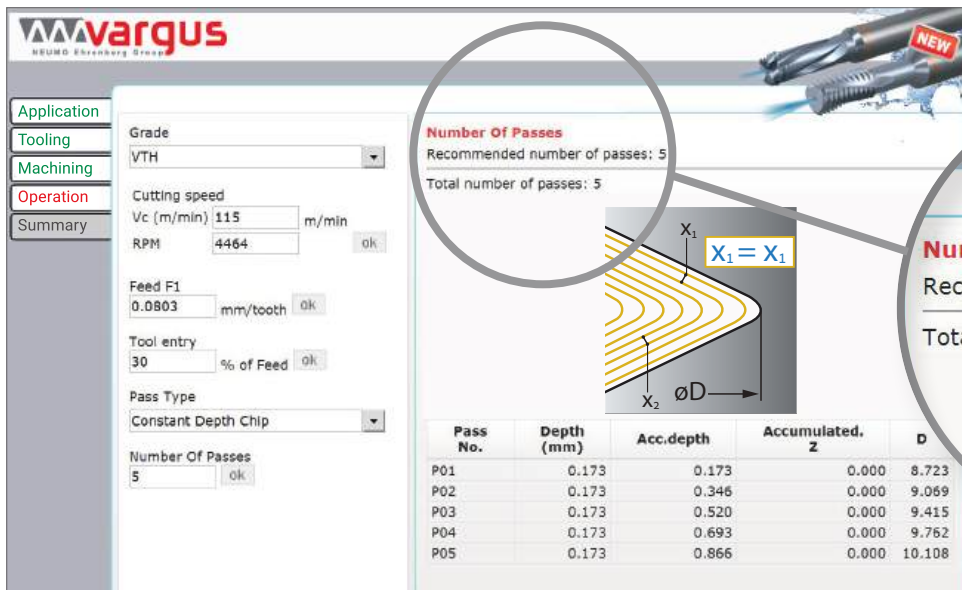 vargus
NEUMO Ehrenberg Group
NEW
Application
Tooling
Machining
Operation
Summary
Grade
VTH
Cutting speed
Vc (m/min) 115 m/min
RPM 4464 ok
Feed F1
0.0803 mm/tooth ok
Tool entry
30 % of Feed ok
Pass Type
Constant Depth Chip
Number Of Passes
5 ok
Number Of Passes
Recommended number of passes: 5
Total number of passes: 5
X₁
X₁ = X₁
X₂ øD
Nu
Rec
Tot
Pass No. Depth (mm) Acc.depth Accumulated. Z D
P01 0.173 0.173 0.000 8.723
P02 0.173 0.346 0.000 9.069
P03 0.173 0.520 0.000 9.415
P04 0.173 0.693 0.000 9.762
P05 0.173 0.866 0.000 10.108